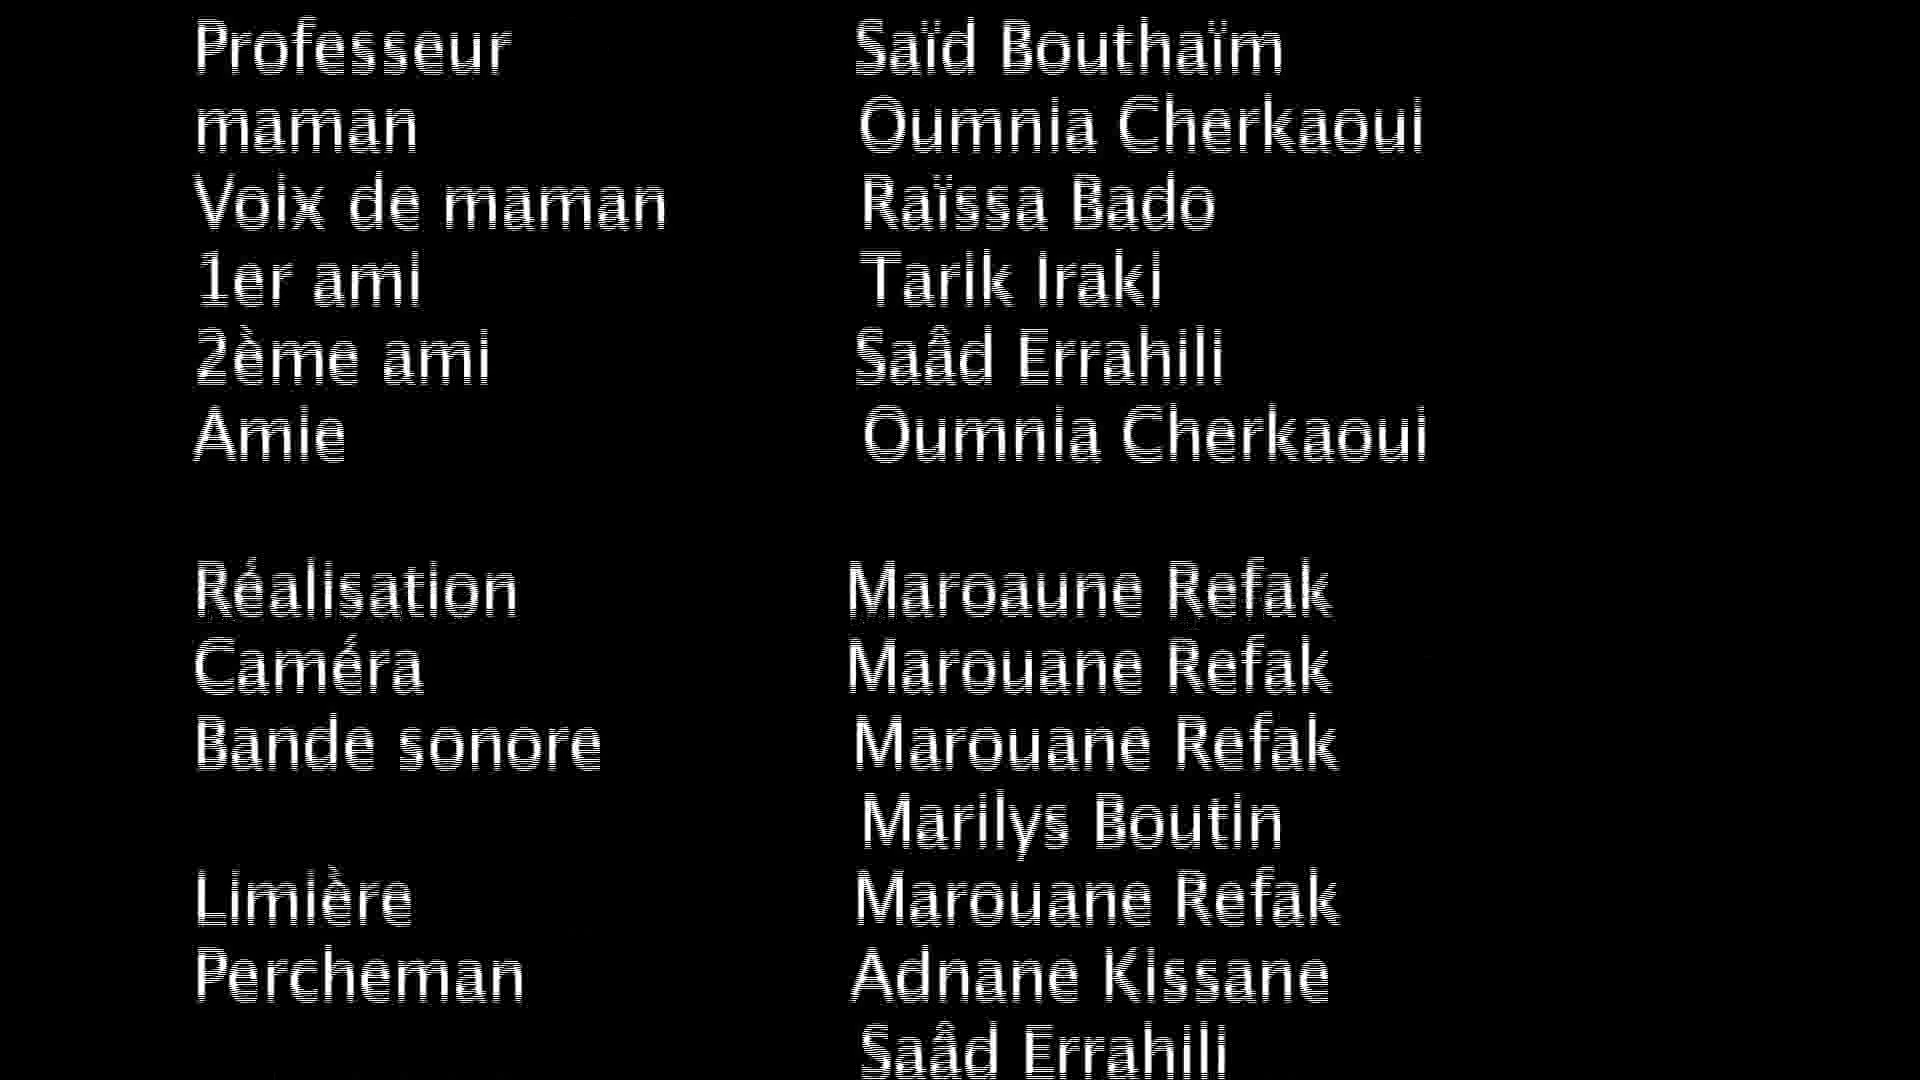 Professeur Saïd Bouthaïm
maman Oumnia Cherkaoui
Voix de maman Raïssa Bado
1er ami Tarik Iraki
2ème ami Saâd Errahili
Amie Oumnia Cherkaoui
Réalisation Maroaune Refak
Caméra Marouane Refak
Bande sonore Marouane Refak
Marilys Boutin
Limière Marouane Refak
Percheman Adnane Kissane
Saâd Errahili